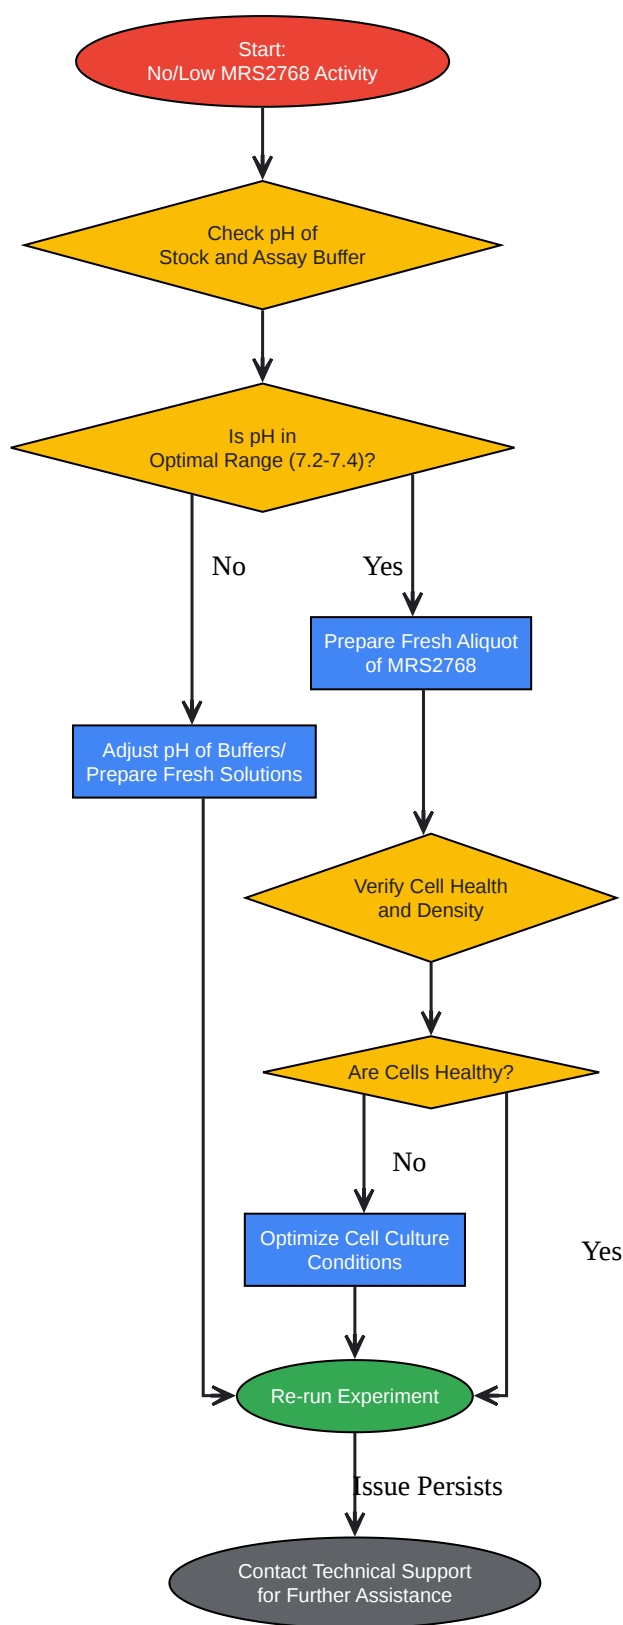 Start:
No/Low MRS2768 Activity
Check pH of
Stock and Assay Buffer
Is pH in
Optimal Range (7.2-7.4)?
No
Yes
Prepare Fresh Aliquot
of MRS2768
Adjust pH of Buffers/
Prepare Fresh Solutions
Verify Cell Health
and Density
Are Cells Healthy?
No
Optimize Cell Culture
Conditions
Yes
Re-run Experiment
Issue Persists
Contact Technical Support
for Further Assistance